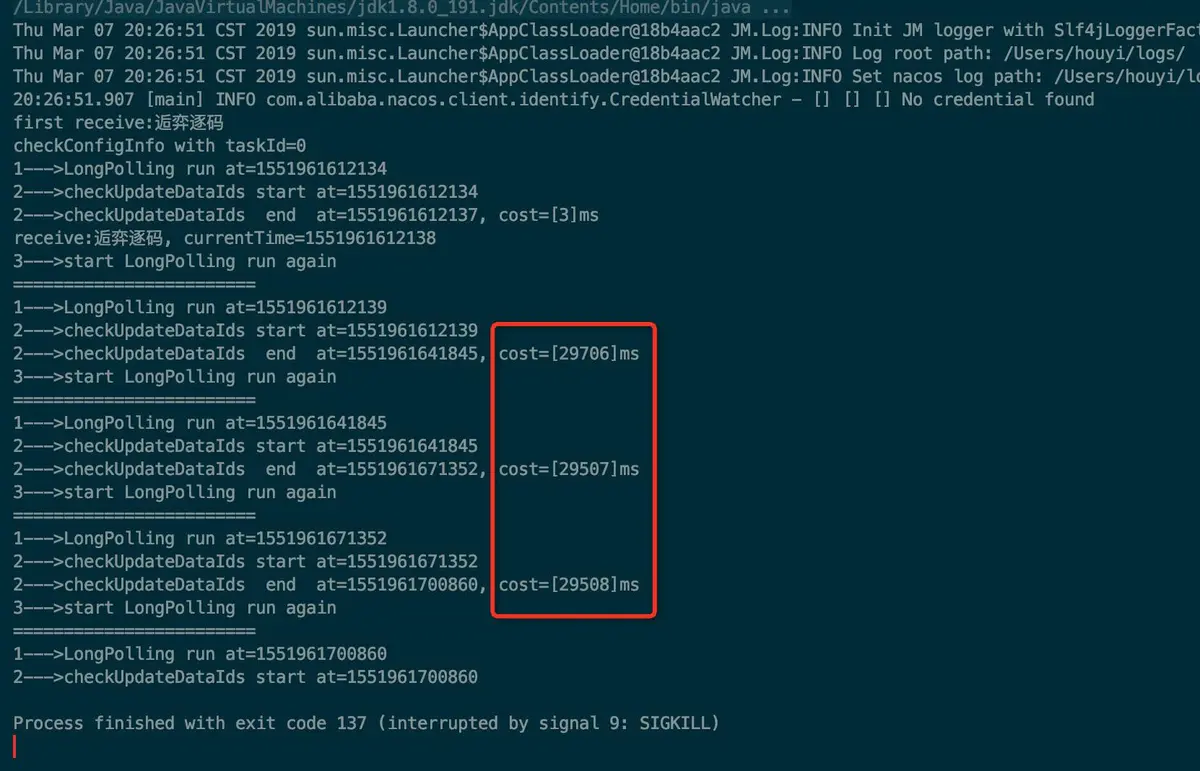 /Library/Java/JavaVirtualMachines/jdk1.8.0_191.jdk/Contents/Home/bin/java ...
Thu Mar 07 20:26:51 CST 2019 sun.misc.Launcher$AppClassLoader@18b4aac2 JM.Log:INFO Init JM logger with Slf4jLoggerFact
Thu Mar 07 20:26:51 CST 2019 sun.misc.Launcher$AppClassLoader@18b4aac2 JM.Log:INFO Log root path: /Users/houyi/logs/
Thu Mar 07 20:26:51 CST 2019 sun.misc.Launcher$AppClassLoader@18b4aac2 JM.Log:INFO Set nacos log path: /Users/houyi/lo
20:26:51.907 [main] INFO com.alibaba.nacos.client.identify.CredentialWatcher - [] [] [] No credential found
first receive:逅弈逐码
checkConfigInfo with taskId=0
1--->LongPolling run at=1551961612134
2--->checkUpdateDataIds start at=1551961612134
2--->checkUpdateDataIds  end  at=1551961612137, cost=[3]ms
receive:逅弈逐码, currentTime=1551961612138
3--->start LongPolling run again
========================
1--->LongPolling run at=1551961612139
2--->checkUpdateDataIds start at=1551961612139
2--->checkUpdateDataIds  end  at=1551961641845, cost=[29706]ms
3--->start LongPolling run again
========================
1--->LongPolling run at=1551961641845
2--->checkUpdateDataIds start at=1551961641845
2--->checkUpdateDataIds  end  at=1551961671352, cost=[29507]ms
3--->start LongPolling run again
========================
1--->LongPolling run at=1551961671352
2--->checkUpdateDataIds start at=1551961671352
2--->checkUpdateDataIds  end  at=1551961700860, cost=[29508]ms
3--->start LongPolling run again
========================
1--->LongPolling run at=1551961700860
2--->checkUpdateDataIds start at=1551961700860
Process finished with exit code 137 (interrupted by signal 9: SIGKILL)